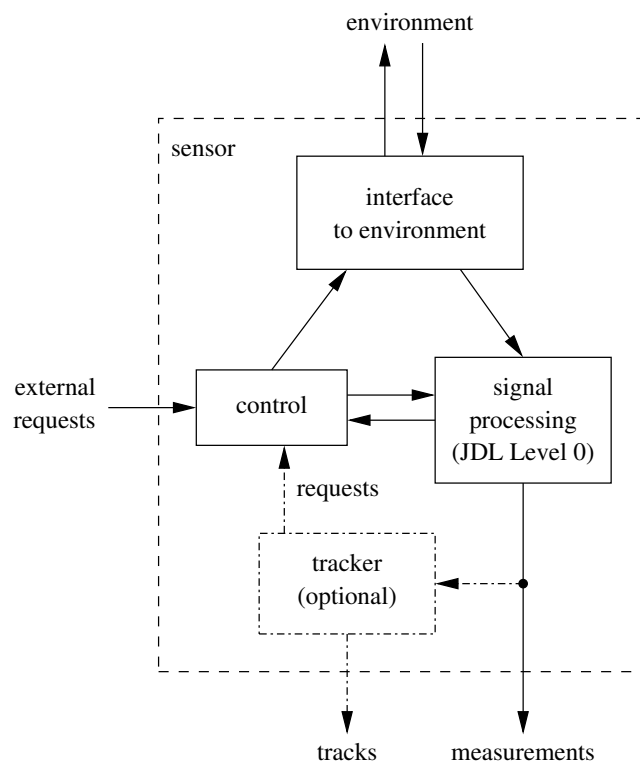 environment
sensor
interface
to environment
external
requests
control
signal
processing
(JDL Level 0)
requests
tracker
(optional)
tracks
measurements